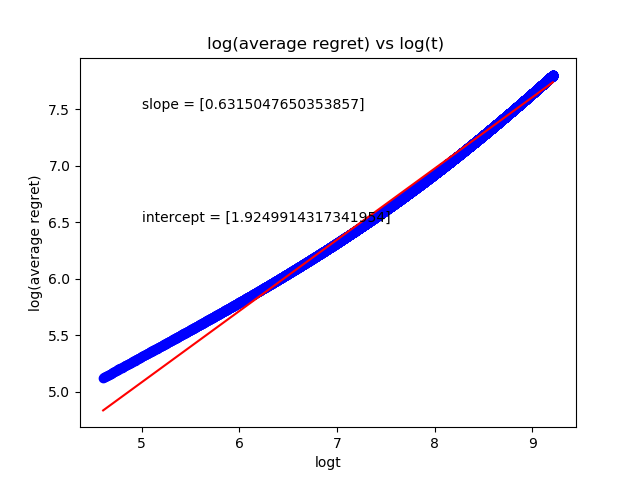 log(average regret) vs log(t)
slope = [0.6315047650353857]
intercept = [1.9249914317341954]
log(average regret)
7.5
7.0
6.5
6.0
5.5
5.0
5 6 7 8 9
logt